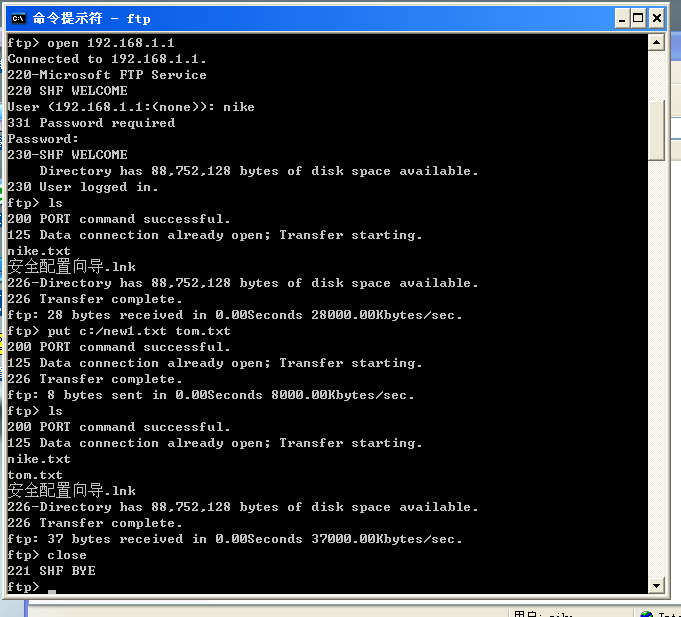 命令提示符 - ftp
ftp> open 192.168.1.1
Connected to 192.168.1.1.
220-Microsoft FTP Service
220 SHF WELCOME
User (192.168.1.1:(none)): nike
331 Password required
Password:
230-SHF WELCOME
    Directory has 88,752,128 bytes of disk space available.
230 User logged in.
ftp> ls
200 PORT command successful.
125 Data connection already open; Transfer starting.
nike.txt
安全配置向导.lnk
226-Directory has 88,752,128 bytes of disk space available.
226 Transfer complete.
ftp: 28 bytes received in 0.00Seconds 28000.00Kbytes/sec.
ftp> put c:/new1.txt tom.txt
200 PORT command successful.
125 Data connection already open; Transfer starting.
226 Transfer complete.
ftp: 8 bytes sent in 0.00Seconds 8000.00Kbytes/sec.
ftp> ls
200 PORT command successful.
125 Data connection already open; Transfer starting.
nike.txt
tom.txt
安全配置向导.lnk
226-Directory has 88,752,128 bytes of disk space available.
226 Transfer complete.
ftp: 37 bytes received in 0.00Seconds 37000.00Kbytes/sec.
ftp> close
221 SHF BYE
ftp>